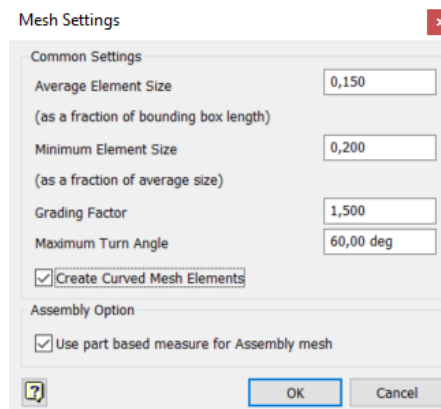 Mesh Settings
Common Settings
Average Element Size 0,150
(as a fraction of bounding box length)
Minimum Element Size 0,200
(as a fraction of average size)
Grading Factor 1,500
Maximum Turn Angle 60,00 deg
Create Curved Mesh Elements
Assembly Option
Use part based measure for Assembly mesh
? OK Cancel